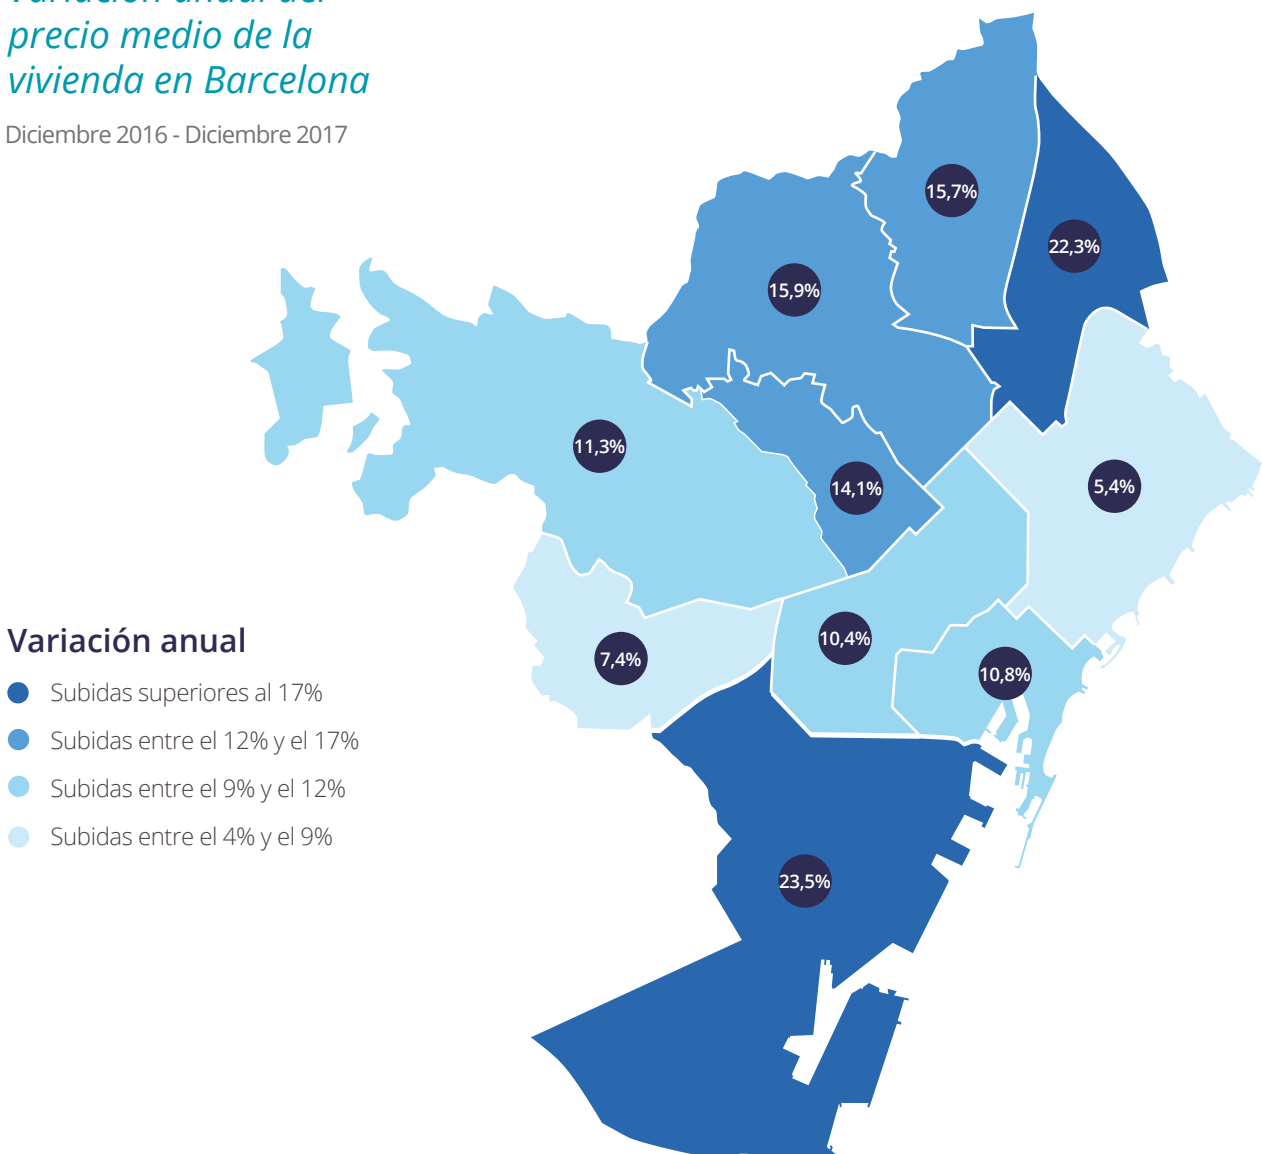 precio medio de la
vivienda en Barcelona
Diciembre 2016 - Diciembre 2017
15,7%
22,3%
15,9%
11,3%
14,1%
5,4%
Variación anual
10,4%
7,4%
10,8%
Subidas superiores al 17%
Subidas entre el 12% y el 17%
Subidas entre el 9% y el 12%
Subidas entre el 4% y el 9%
23,5%